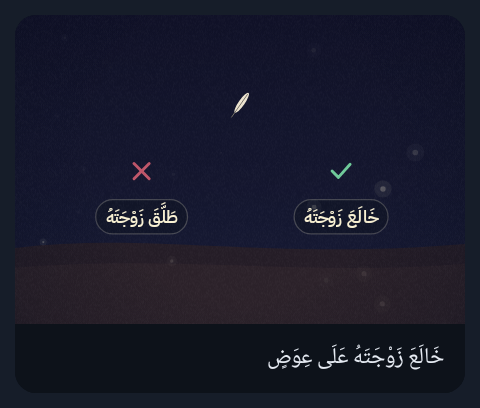 خَالَعَ زَوْجَتَهُ
طَلَّقَ زَوْجَتَهُ
خَالَعَ زَوْجَتَهُ عَلَى عِوَضٍ